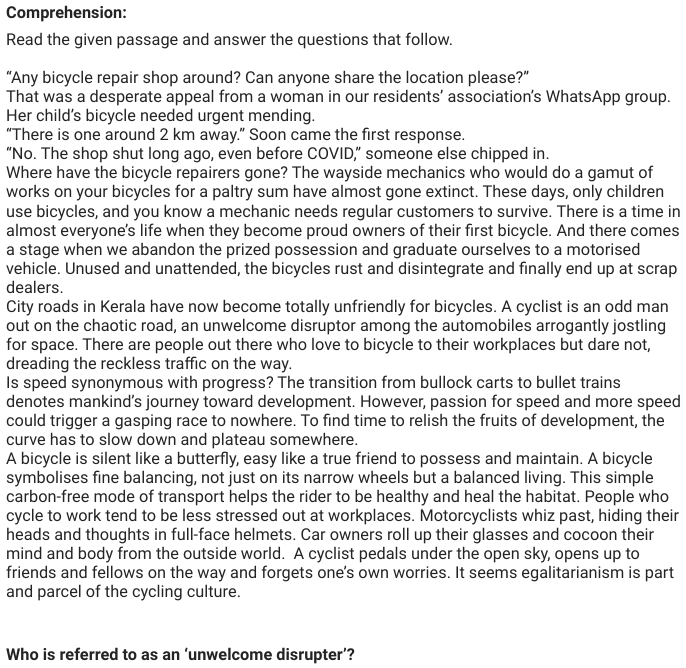 Comprehension:
Read the given passage and answer the questions that follow.
“Any bicycle repair shop around? Can anyone share the location please?”
That was a desperate appeal from a woman in our residents’ association’s WhatsApp group.
Her child’s bicycle needed urgent mending.
“There is one around 2 km away.” Soon came the first response.
“No. The shop shut long ago, even before COVID,” someone else chipped in.
Where have the bicycle repairers gone? The wayside mechanics who would do a gamut of
works on your bicycles for a paltry sum have almost gone extinct. These days, only children
use bicycles, and you know a mechanic needs regular customers to survive. There is a time in
almost everyone’s life when they become proud owners of their first bicycle. And there comes
a stage when we abandon the prized possession and graduate ourselves to a motorised
vehicle. Unused and unattended, the bicycles rust and disintegrate and finally end up at scrap
dealers.
City roads in Kerala have now become totally unfriendly for bicycles. A cyclist is an odd man
out on the chaotic road, an unwelcome disruptor among the automobiles arrogantly jostling
for space. There are people out there who love to bicycle to their workplaces but dare not,
dreading the reckless traffic on the way.
Is speed synonymous with progress? The transition from bullock carts to bullet trains
denotes mankind’s journey toward development. However, passion for speed and more speed
could trigger a gasping race to nowhere. To find time to relish the fruits of development, the
curve has to slow down and plateau somewhere.
A bicycle is silent like a butterfly, easy like a true friend to possess and maintain. A bicycle
symbolises fine balancing, not just on its narrow wheels but a balanced living. This simple
carbon-free mode of transport helps the rider to be healthy and heal the habitat. People who
cycle to work tend to be less stressed out at workplaces. Motorcyclists whiz past, hiding their
heads and thoughts in full-face helmets. Car owners roll up their glasses and cocoon their
mind and body from the outside world. A cyclist pedals under the open sky, opens up to
friends and fellows on the way and forgets one’s own worries. It seems egalitarianism is part
and parcel of the cycling culture.
Who is referred to as an ‘unwelcome disrupter’?